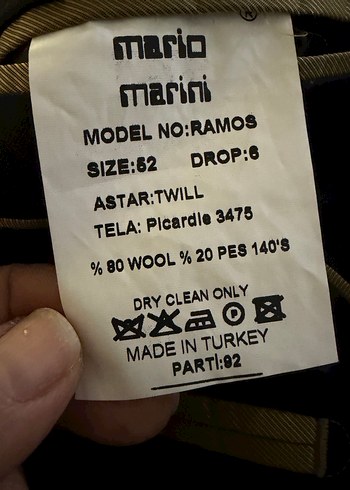 ®
mario
marini
MODEL NO:RAMOS
SIZE:52 DROP:6
ASTAR:TWILL
TELA: Picardie 3475
% 80 WOOL % 20 PES 140'S
DRY CLEAN ONLY
P
MADE IN TURKEY
PARTİ:92